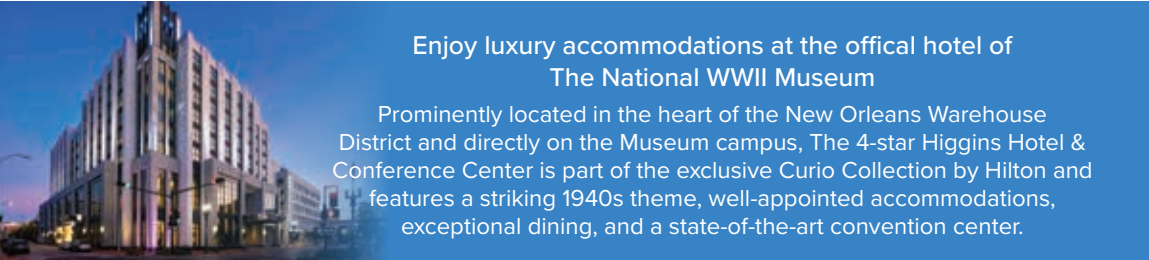 Enjoy luxury accommodations at the offical hotel of
The National WWII Museum
Prominently located in the heart of the New Orleans Warehouse
District and directly on the Museum campus, The 4-star Higgins Hotel &
Conference Center is part of the exclusive Curio Collection by Hilton and
features a striking 1940s theme, well-appointed accommodations,
exceptional dining, and a state-of-the-art convention center.